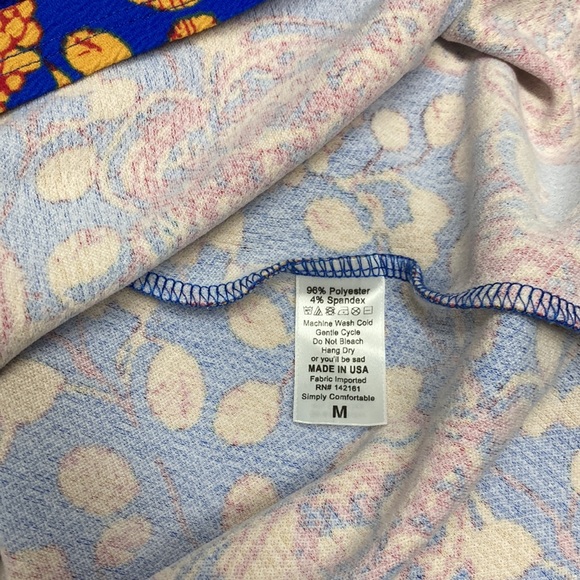 96% Polyester
4% Spandex
Machine Wash Cold
Gentle Cycle
Do Not Bleach
Hang Dry
or you'll be sad
MADE IN USA
Fabric Imported
RN# 142161
Simply Comfortable
M